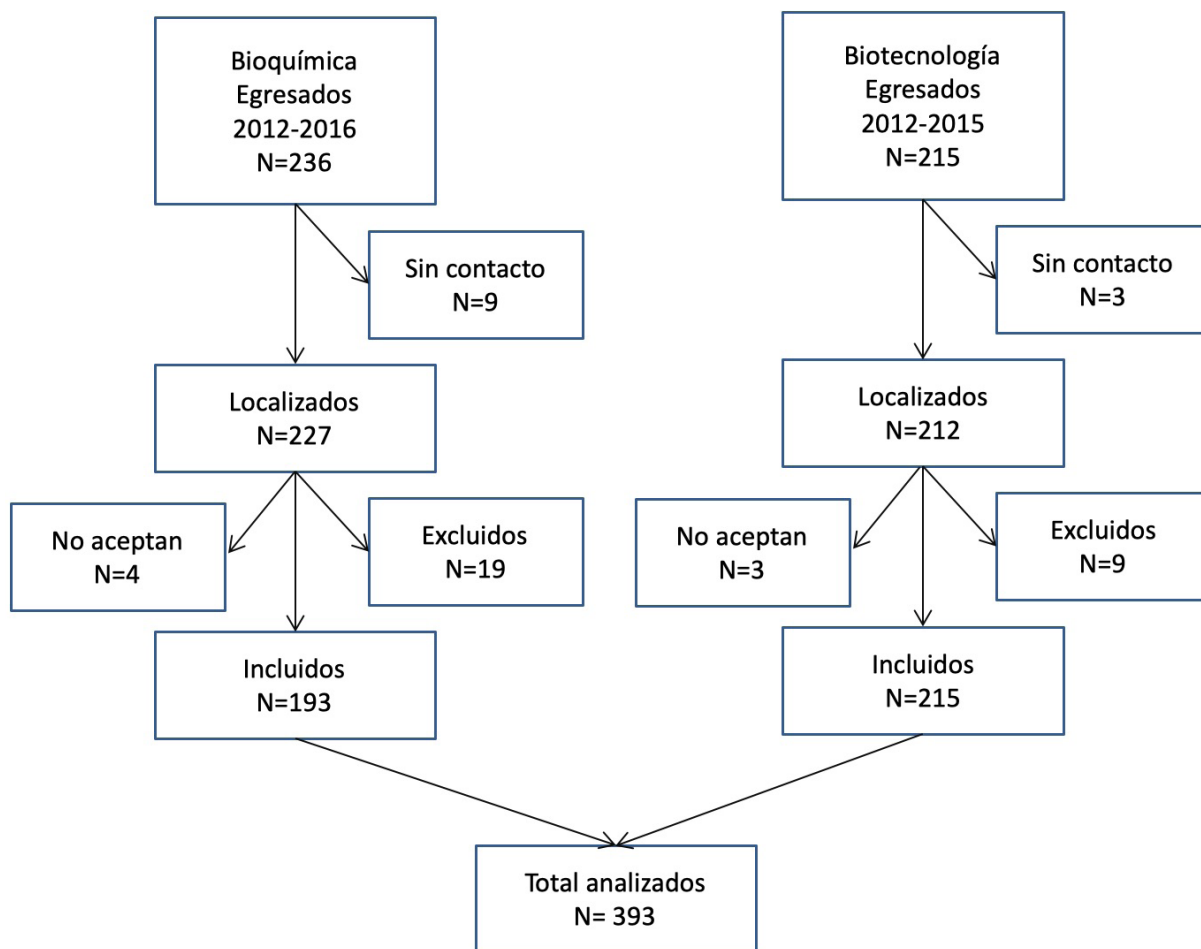 Bioquímica
Egresados
2012-2016
N=236
Biotecnología
Egresados
2012-2015
N=215
Sin contacto
N=9
Sin contacto
N=3
Localizados
N=227
Localizados
N=212
No aceptan
N=4
Excluidos
N=19
No aceptan
N=3
Excluidos
N=9
Incluidos
N=193
Incluidos
N=215
Total analizados
N= 393